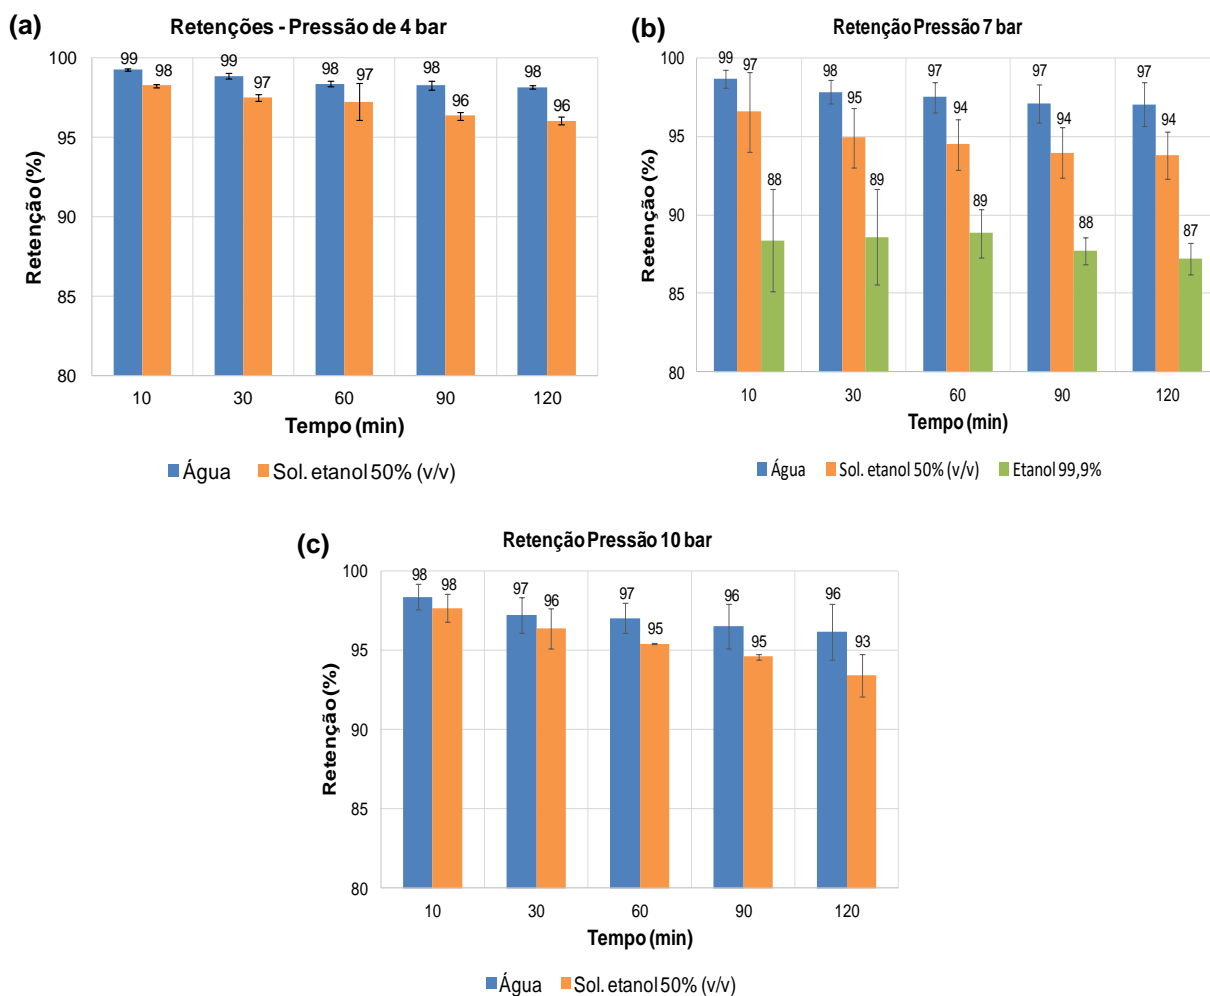 (a)
Retenções - Pressão de 4 bar
Retenção (%)
100
95
90
85
80
99 98 99 97 98 97 98 96 98 96
10 30 60 90 120
Tempo (min)
Água Sol. etanol 50% (v/v)
(b)
Retenção Pressão 7 bar
Retenção (%)
100
95
90
85
80
99 97 88 98 95 89 97 94 89 97 94 88 97 94 87
10 30 60 90 120
Tempo (min)
Água Sol. etanol 50% (v/v) Etanol 99,9%
(c)
Retenção Pressão 10 bar
Retenção (%)
100
95
90
85
80
98 98 97 96 97 95 96 95 96 93
10 30 60 90 120
Tempo (min)
Água Sol. etanol 50% (v/v)